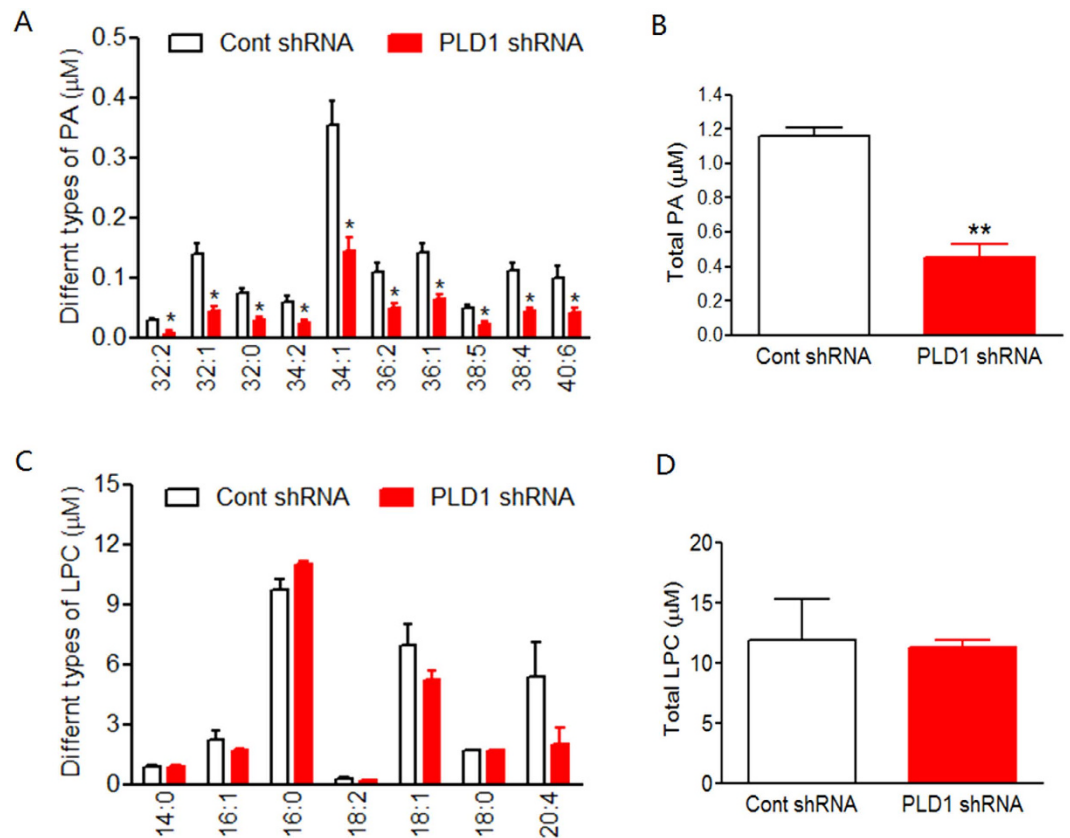 A
Cont shRNA PLD1 shRNA
Differnt types of PA (μM)
0.5
0.4
0.3
0.2
0.1
0.0
* * * * * * * * * *
32:2 32:1 32:0 34:2 34:1 36:2 36:1 38:5 38:4 40:6
B
Total PA (μM)
1.4
1.2
1.0
0.8
0.6
0.4
0.2
0.0
**
Cont shRNA PLD1 shRNA
C
Cont shRNA PLD1 shRNA
Differnt types of LPC (μM)
15
12
9
6
3
0
14:0 16:1 16:0 18:2 18:1 18:0 20:4
D
Total LPC (μM)
20
15
10
5
0
Cont shRNA PLD1 shRNA